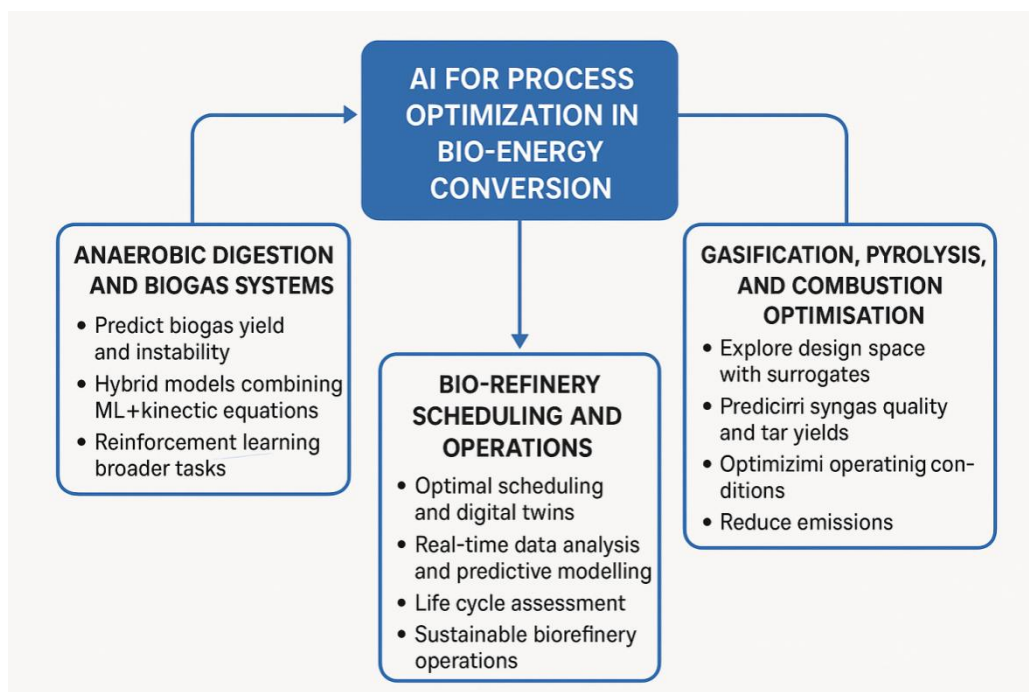 AI FOR PROCESS
OPTIMIZATION IN
BIO-ENERGY
CONVERSION
ANAEROBIC DIGESTION
AND BIOGAS SYSTEMS
• Predict biogas yield
and instability
• Hybrid models combining
ML+kinectic equations
• Reinforcement learning
broader tasks
BIO-REFINERY
SCHEDULING AND
OPERATIONS
• Optimal scheduling
and digital twins
• Real-time data analysis
and predictive modelling
• Life cycle assessment
• Sustainable biorefinery
operations
GASIFICATION, PYROLYSIS,
AND COMBUSTION
OPTIMISATION
• Explore design space
with surrogates
• Predicirri syngas quality
and tar yields
• Optimizimi operatinig con-
ditions
• Reduce emissions